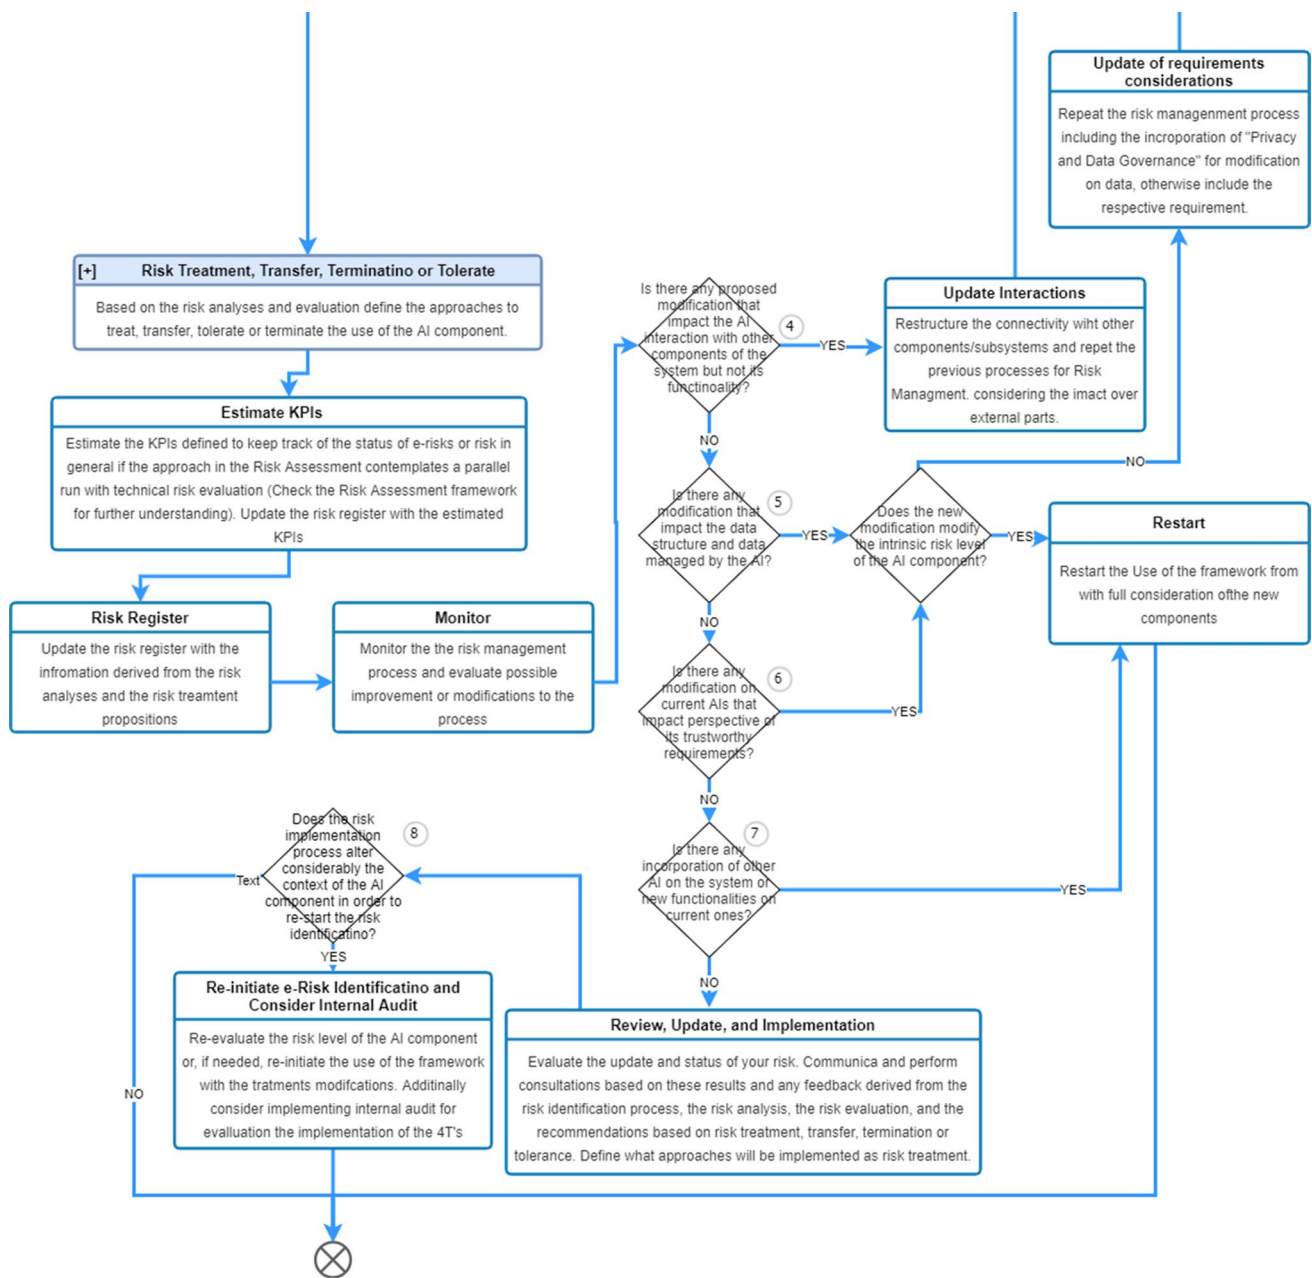 Update of requirements
considerations
Repeat the risk managenment process
including the incroporation of "Privacy
and Data Governance" for modification
on data, otherwise include the
respective requirement.
[+]
Risk Treatment, Transfer, Terminatino or Tolerate
Based on the risk analyses and evaluation define the approaches to
treat, transfer, tolerate or terminate the use of the AI component.
Estimate KPIs
Estimate the KPIs defined to keep track of the status of e-risks or risk in
general if the approach in the Risk Assessment contemplates a parallel
run with technical risk evaluation (Check the Risk Assessment framework
for further understanding). Update the risk register with the estimated
KPIs
Risk Register
Update the risk register with the
infromation derived from the risk
analyses and the risk treamtent
propositions
Monitor
Monitor the the risk management
process and evaluate possible
improvement or modifications to the
process
Is there any proposed
modification that
impact the AI
interaction with other
components of the
system but not its
functinoality?
4
YES
NO
Update Interactions
Restructure the connectivity wiht other
components/subsystems and repet the
previous processes for Risk
Managment. considering the imact over
external parts.
Is there any
modification that
impact the data
structure and data
managed by the AI?
5
YES
NO
Does the new
modification modify
the intrinsic risk level
of the AI component?
NO
YES
Restart
Restart the Use of the framework from
with full consideration ofthe new
components
Is there any
modification on
current AIs that
impact perspective of
its trustworthy
requirements?
6
YES
NO
Is there any
incorporation of other
AI on the system or
new functionalities on
current ones?
7
YES
NO
Review, Update, and Implementation
Evaluate the update and status of your risk. Communica and perform
consultations based on these results and any feedback derived from the
risk identification process, the risk analysis, the risk evaluation, and the
recommendations based on risk treatment, transfer, termination or
tolerance. Define what approaches will be implemented as risk treatment.
Does the risk
implementation
process alter
considerably the
context of the AI
component in order to
re-start the risk
identificatino?
8
Text
YES
NO
Re-initiate e-Risk Identificatino and
Consider Internal Audit
Re-evaluate the risk level of the AI component
or, if needed, re-initiate the use of the framework
with the tratments modifcations. Additinally
consider implementing internal audit for
evalluation the implementation of the 4T's